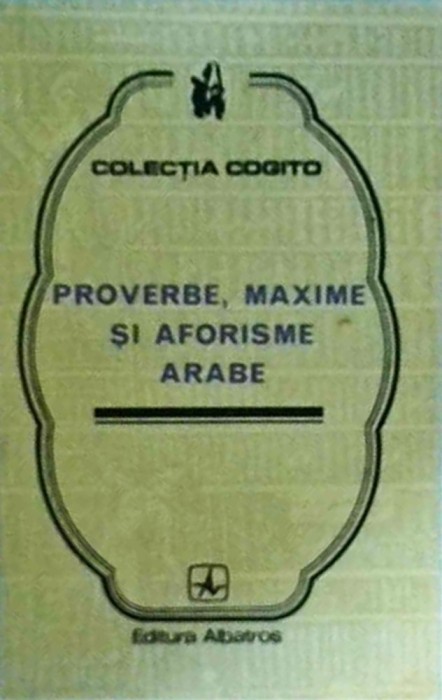 COLECȚIA COGITO
PROVERBE, MAXIME
ȘI AFORISME
ARABE
Editura Albatros